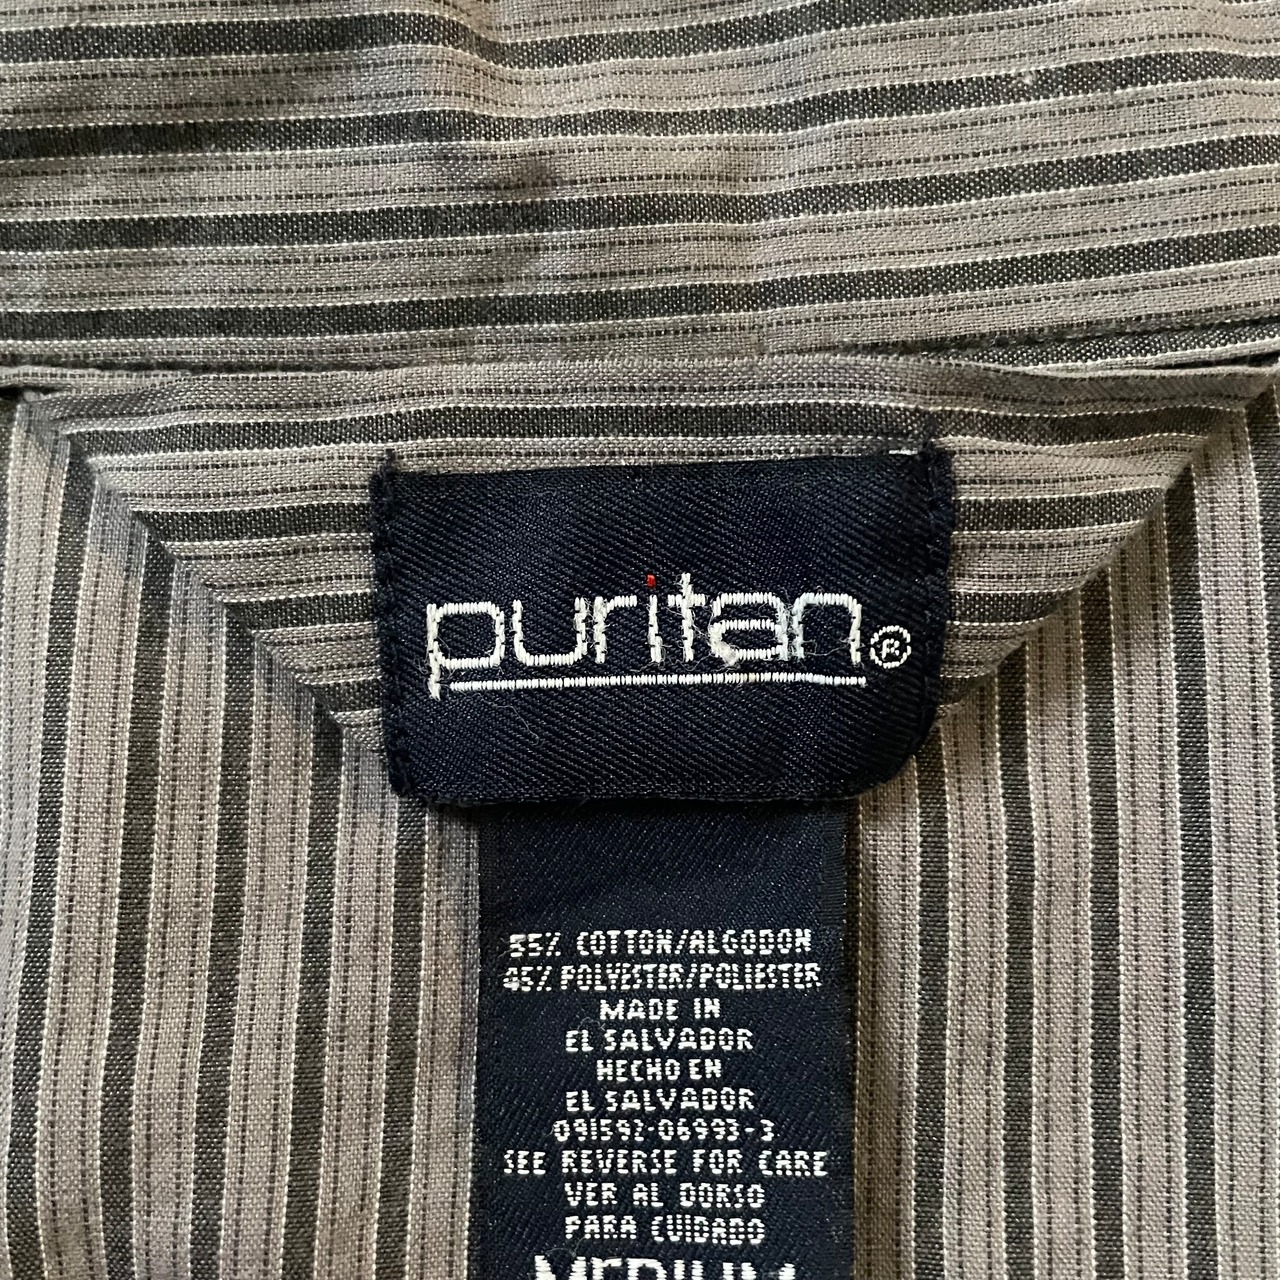 puritan®
55% COTTON/ALGODON
45% POLYESTER/POLIESTER
MADE IN
EL SALVADOR
HECHO EN
EL SALVADOR
091592-06993-3
SEE REVERSE FOR CARE
VER AL DORSO
PARA CUIDADO
MEDIUM